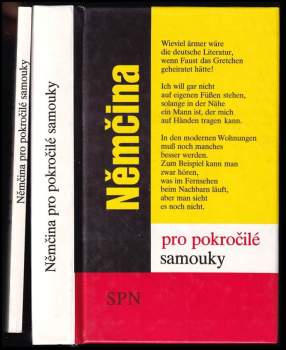 Němčina pro pokročilé samouky
Němčina pro pokročilé samouky
Němčina
Wieviel ärmer wäre
die deutsche Literatur,
wenn Faust das Gretchen
geheiratet hätte!
Ich will gar nicht
auf eigenen Füßen stehen,
solange in der Nähe
ein Mann ist, der mich
auf Händen tragen kann.
In den modernen Wohnungen
muß noch manches
besser werden.
Zum Beispiel kann man
zwar hören,
was im Fernsehen
beim Nachbarn läuft,
aber man sieht
es noch nicht.
pro pokročilé
samouky
SPN